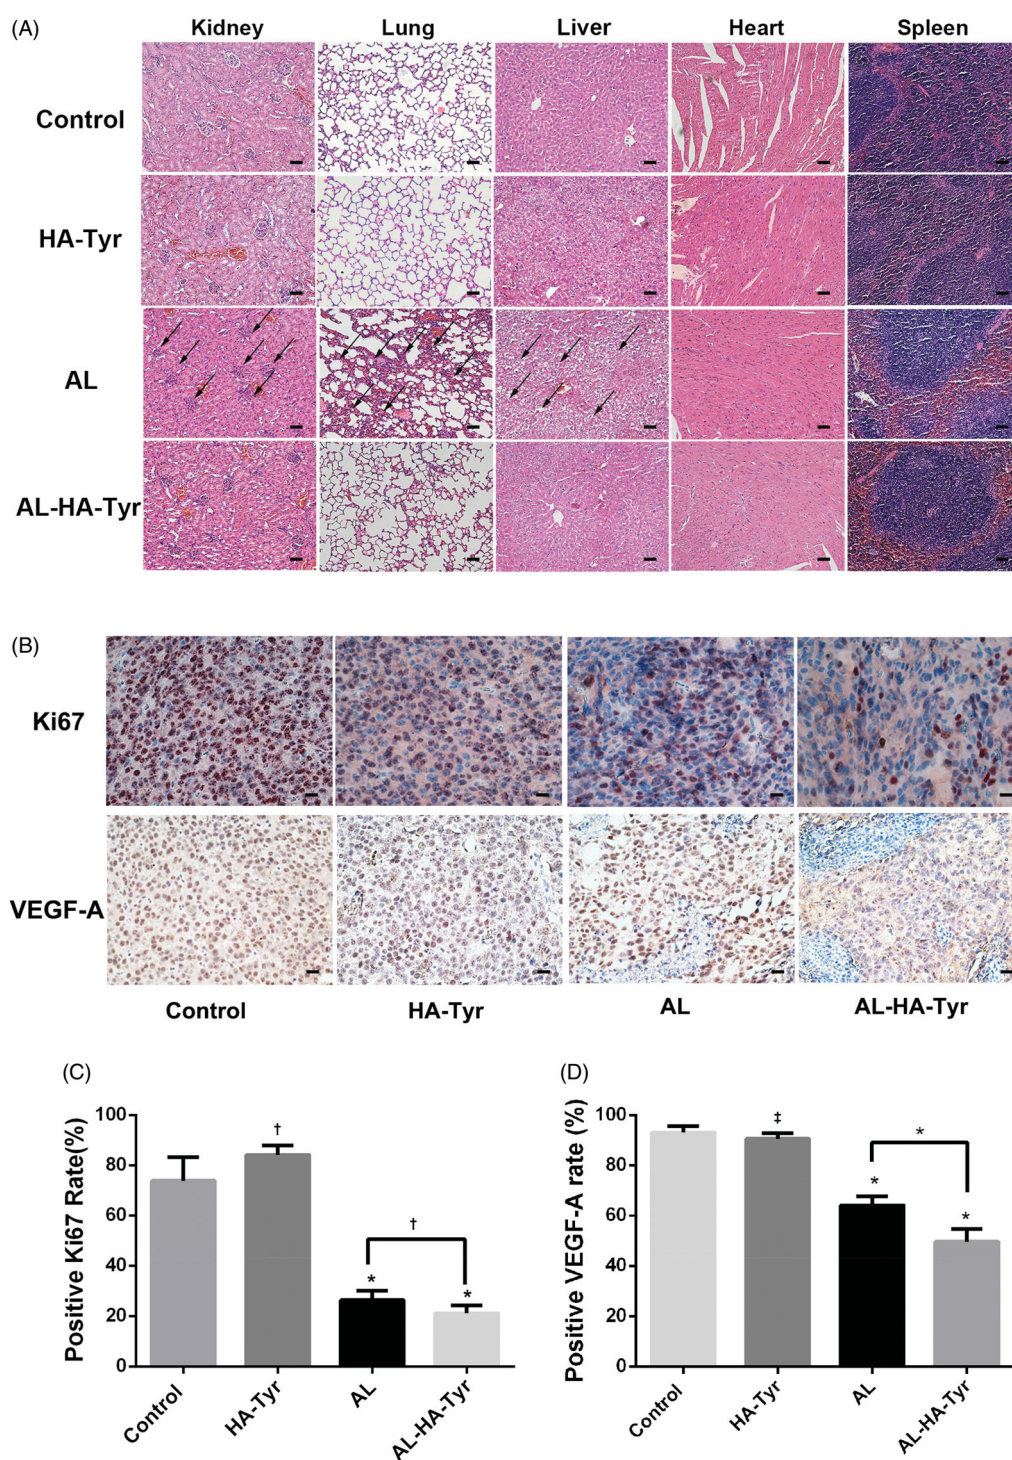 (A)
Kidney Lung Liver Heart Spleen
Control
HA-Tyr
AL
AL-HA-Tyr
(B)
Ki67
VEGF-A
Control HA-Tyr AL AL-HA-Tyr
(C)
Positive Ki67 Rate(%)
100
80
60
40
20
0
†
†
*
*
Control
HA-Tyr
AL
AL-HA-Tyr
(D)
Positive VEGF-A rate (%)
100
80
60
40
20
0
‡
*
*
*
Control
HA-Tyr
AL
AL-HA-Tyr